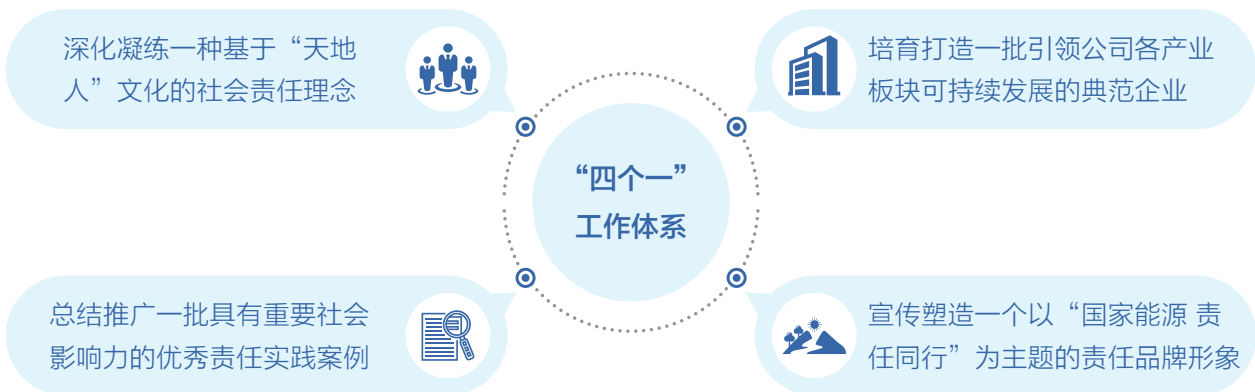 深化凝练一种基于“天地
人”文化的社会责任理念
培育打造一批引领公司各产业
板块可持续发展的典范企业
“四个一”
工作体系
总结推广一批具有重要社会
影响力的优秀责任实践案例
宣传塑造一个以“国家能源 责
任同行”为主题的责任品牌形象